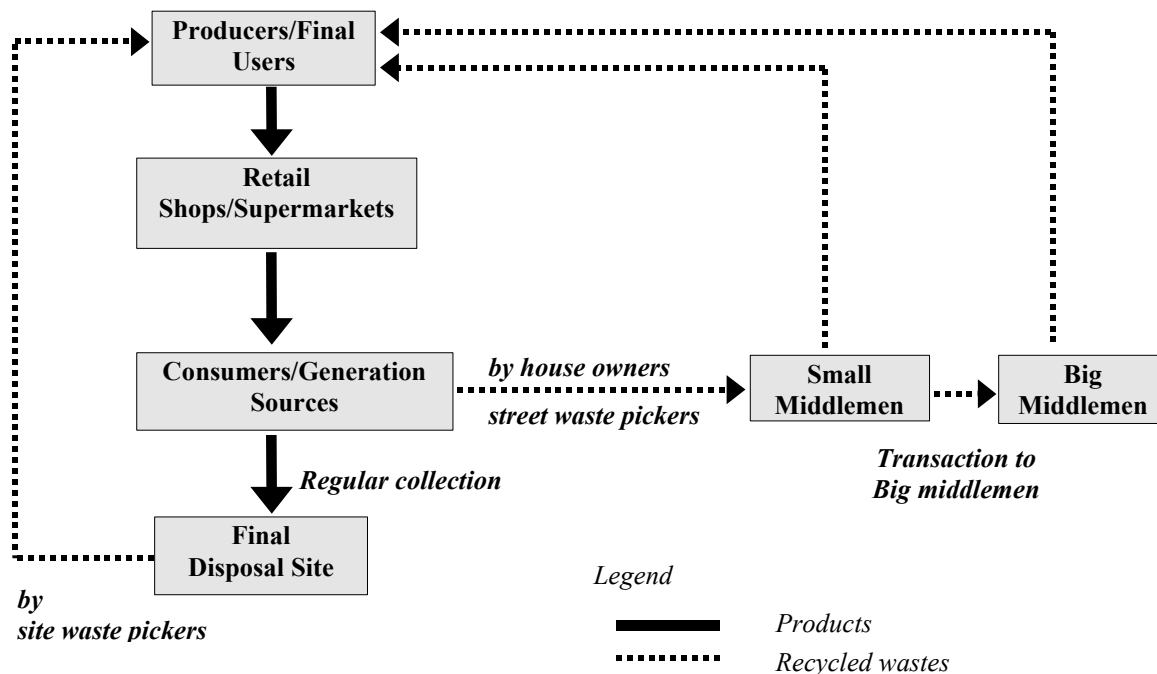 Producers/Final
Users
Retail
Shops/Supermarkets
Consumers/Generation
Sources
by house owners
street waste pickers
Small
Middlemen
Big
Middlemen
Transaction to
Big middlemen
Regular collection
Final
Disposal Site
by
site waste pickers
Legend
Products
Recycled wastes